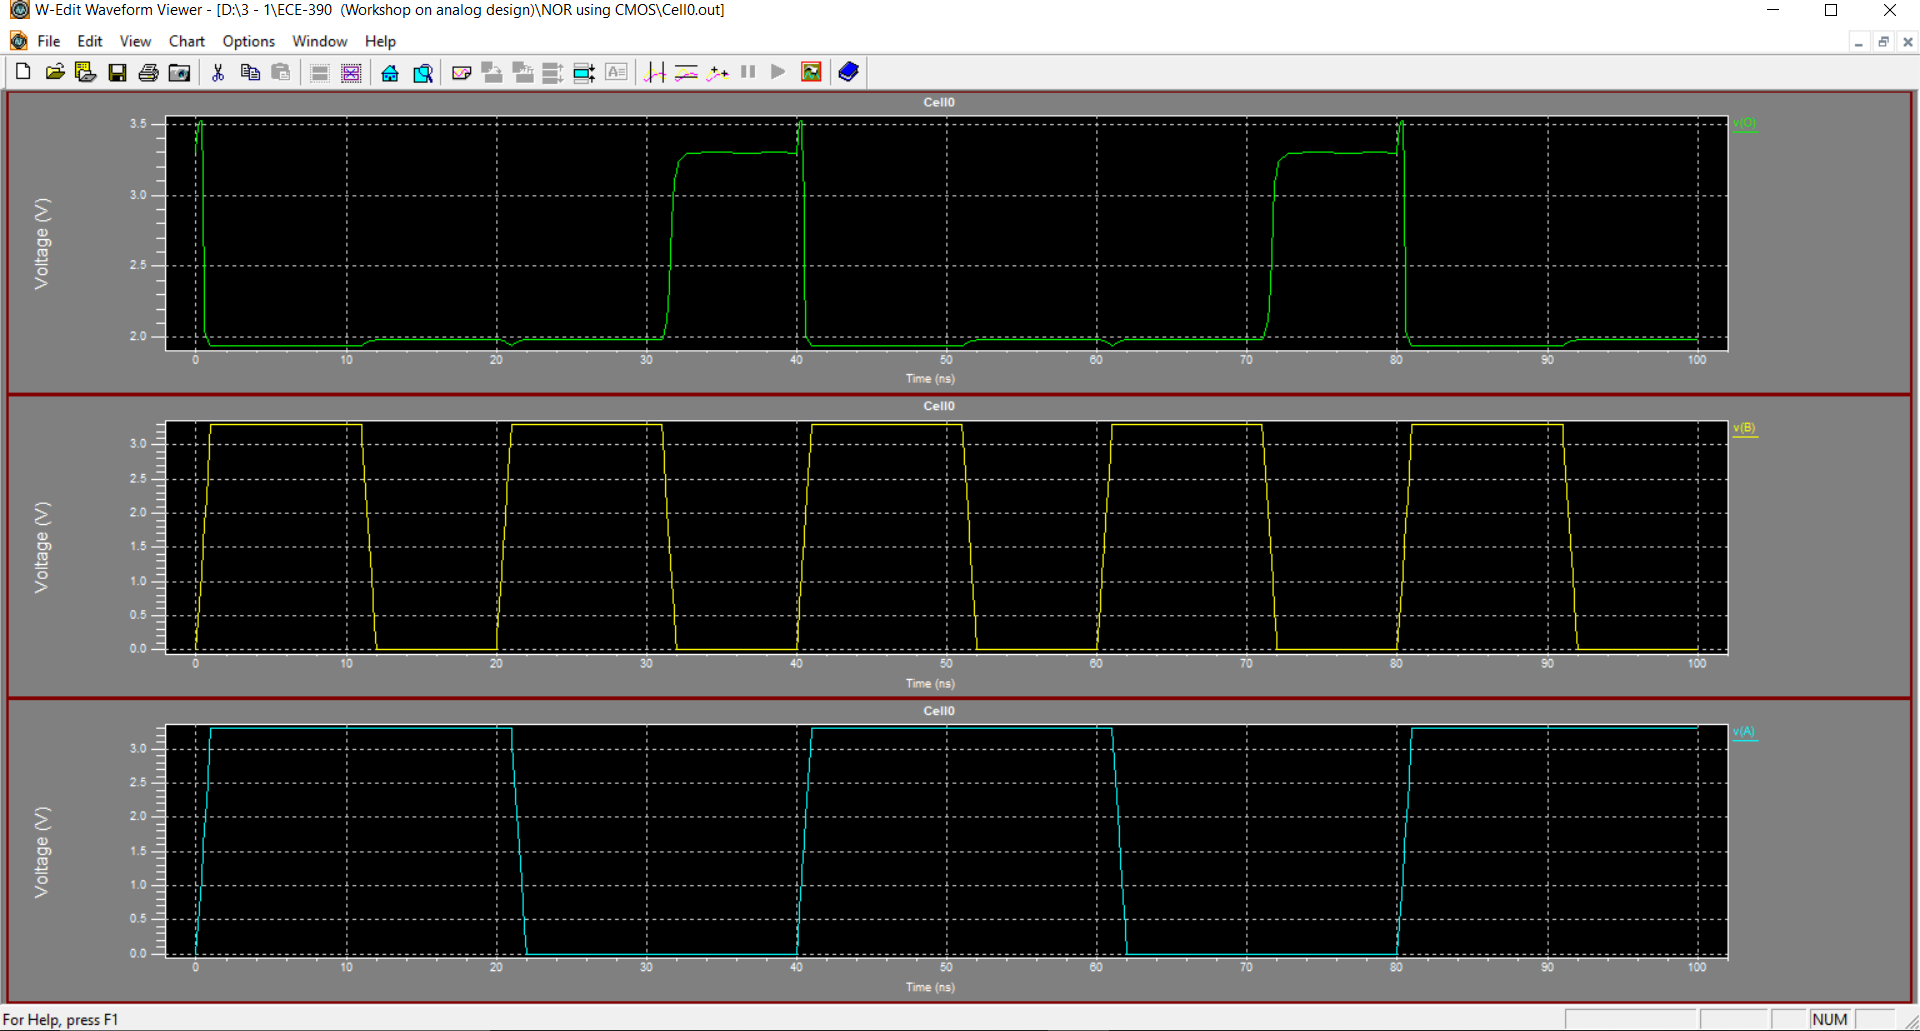 W-Edit Waveform Viewer - [D:\3 - 1\ECE-390 (Workshop on analog design)\NOR using CMOS\Cell0.out]
File Edit View Chart Options Window Help
Cell0
3.5
3.0
2.5
2.0
Voltage (V)
0 10 20 30 40 50 60 70 80 90 100
Time (ns)
v(O)
Cell0
3.0
2.5
2.0
1.5
1.0
0.5
0.0
Voltage (V)
0 10 20 30 40 50 60 70 80 90 100
Time (ns)
v(B)
Cell0
3.0
2.5
2.0
1.5
1.0
0.5
0.0
Voltage (V)
0 10 20 30 40 50 60 70 80 90 100
Time (ns)
v(A)
For Help, press F1
NUM